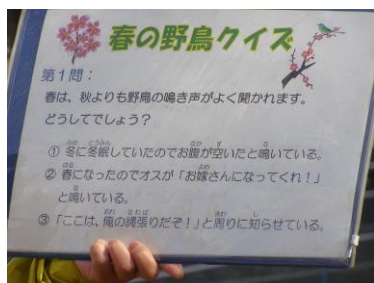 春の野鳥クイズ
第1問：
春は、秋よりも野鳥の鳴き声がよく聞かれます。
どうしてでしょう？
① 冬に冬眠していたのでお腹が空いたと鳴いている。
② 春になったのでオスが「お嫁さんになってくれ！」
と鳴いている。
③ 「ここは、俺の縄張りだぞ！」と周りに知らせている。